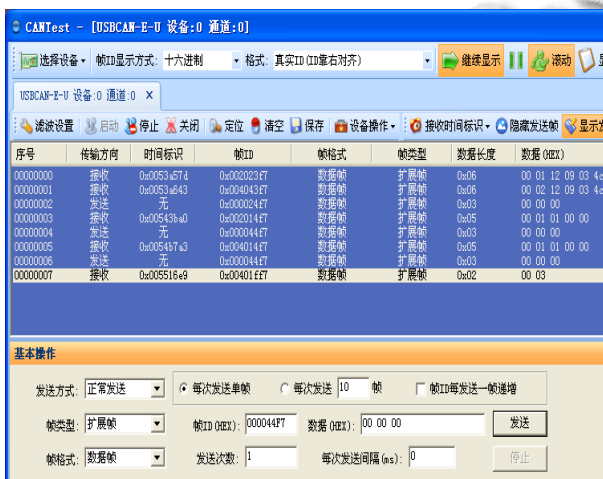 CANTest - [USBCAN-E-U 设备:0 通道:0]
选择设备 帧ID显示方式: 十六进制 格式: 真实ID(ID靠右对齐) 继续显示 滚动
USBCAN-E-U 设备:0 通道:0 ×
滤波设置 启动 停止 关闭 定位 清空 保存 设备操作 接收时间标识 隐藏发送帧 显示发
序号 传输方向 时间标识 帧ID 帧格式 帧类型 数据长度 数据(HEX)
00000000 接收 0x0053a57d 0x002023f7 数据帧 扩展帧 0x06 00 01 12 09 03 4c
00000001 接收 0x0053a643 0x004043f7 数据帧 扩展帧 0x06 00 02 12 09 03 4c
00000002 发送 无 0x000024f7 数据帧 扩展帧 0x03 00 00 00
00000003 接收 0x00543ba0 0x002014f7 数据帧 扩展帧 0x05 00 01 01 00 00
00000004 发送 无 0x000044f7 数据帧 扩展帧 0x03 00 00 00
00000005 接收 0x0054b7a3 0x004014f7 数据帧 扩展帧 0x05 00 01 01 00 00
00000006 发送 无 0x000044f7 数据帧 扩展帧 0x03 00 00 00
00000007 接收 0x005516e9 0x00401ff7 数据帧 扩展帧 0x02 00 03
基本操作
发送方式: 正常发送 每次发送单帧 每次发送 10 帧 帧ID每发送一帧递增
帧类型: 扩展帧 帧ID(HEX): 000044F7 数据(HEX): 00 00 00 发送
帧格式: 数据帧 发送次数: 1 每次发送间隔(ms): 0 停止